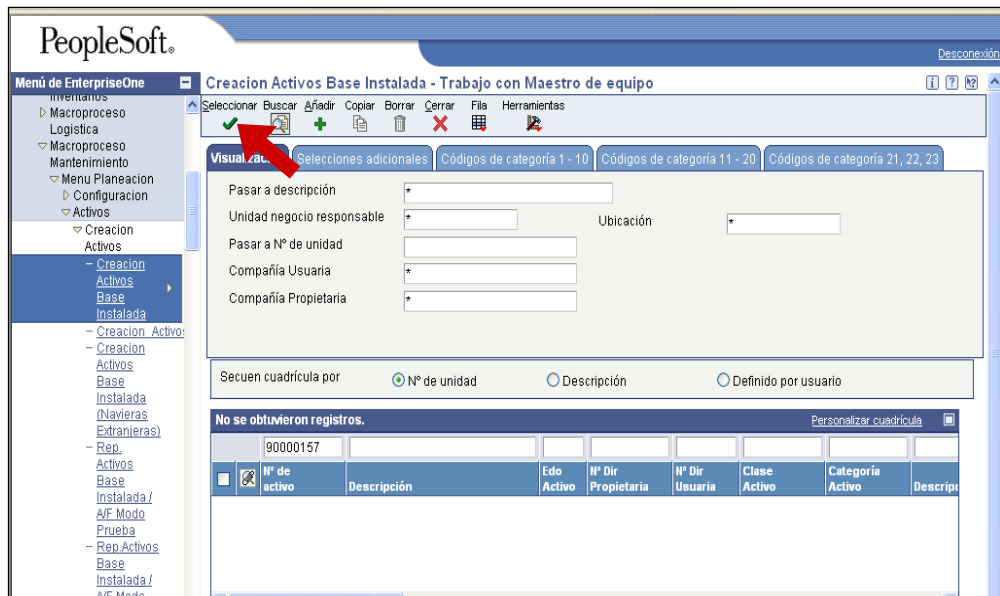 PeopleSoft®
Desconexión
Menú de EnterpriseOne
Inventarios
Macroproceso
Logistica
Macroproceso
Mantenimiento
Menu Planeacion
Configuracion
Activos
Creacion
Activos
– Creacion
Activos
Base
Instalada
– Creacion Activos
– Creacion
Activos
Base
Instalada
(Navieras
Extranjeras)
– Rep.
Activos
Base
Instalada /
A/F Modo
Prueba
– Rep.Activos
Base
Instalada /
A/F Modo
Creacion Activos Base Instalada - Trabajo con Maestro de equipo
Seleccionar Buscar Añadir Copiar Borrar Cerrar Fila Herramientas
Selecciones adicionales Códigos de categoría 1 - 10 Códigos de categoría 11 - 20 Códigos de categoría 21, 22, 23
Pasar a descripción *
Unidad negocio responsable * Ubicación *
Pasar a Nº de unidad
Compañía Usuaria *
Compañía Propietaria *
Secuen cuadrícula por Nº de unidad Descripción Definido por usuario
No se obtuvieron registros. Personalizar cuadrícula
90000157
Nº de activo Descripción Edo Activo Nº Dir Propietaria Nº Dir Usuaria Clase Activo Categoría Activo